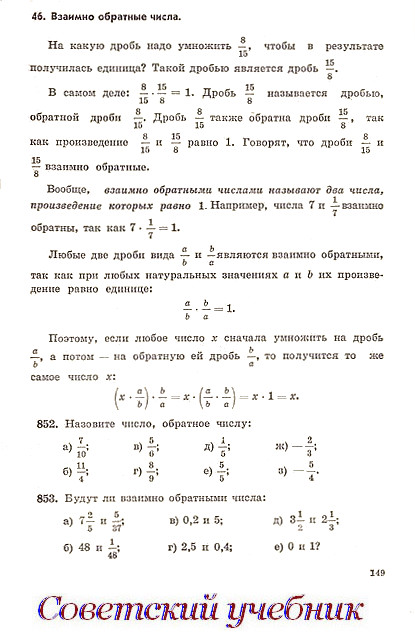 46. Взаимно обратные числа.
На какую дробь надо умножить 8/15, чтобы в результате
получилась единица? Такой дробью является дробь 15/8.
В самом деле: 8/15 · 15/8 = 1. Дробь 15/8 называется дробью,
обратной дроби 8/15. Дробь 8/15 также обратна дроби 15/8, так
как произведение 8/15 и 15/8 равно 1. Говорят, что дроби 8/15 и
15/8 взаимно обратные.
Вообще, взаимно обратными числами называют два числа,
произведение которых равно 1. Например, числа 7 и 1/7 взаимно
обратны, так как 7 · 1/7 = 1.
Любые две дроби вида a/b и b/a являются взаимно обратными,
так как при любых натуральных значениях a и b их произве-
дение равно единице:
a/b · b/a = 1.
Поэтому, если любое число x сначала умножить на дробь
a/b, а потом — на обратную ей дробь b/a, то получится то же
самое число x:
(x · a/b) · b/a = x · (a/b · b/a) = x · 1 = x.
852. Назовите число, обратное числу:
а) 7/10; в) 5/6; д) 1/5; ж) — 2/3;
б) 11/4; г) 8/9; е) 5/5; з) — 5/4.
853. Будут ли взаимно обратными числа:
а) 7 2/5 и 5/37; в) 0,2 и 5; д) 3 1/2 и 2 1/3;
б) 48 и 1/48; г) 2,5 и 0,4; е) 0 и 1?
149
Советский учебник